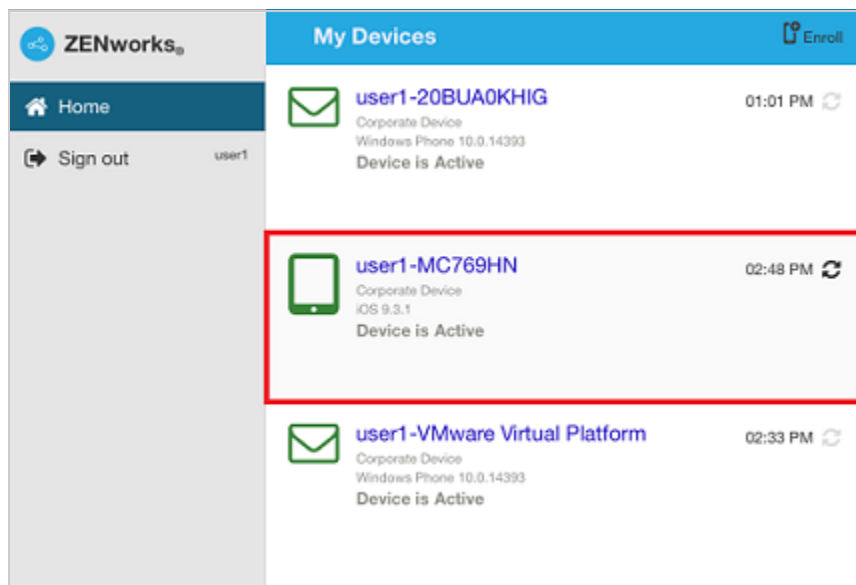 ZENworks®
My Devices
Enroll
Home
Sign out
user1
user1-20BUA0KHIG
01:01 PM
Corporate Device
Windows Phone 10.0.14393
Device is Active
user1-MC769HN
02:48 PM
Corporate Device
iOS 9.3.1
Device is Active
user1-VMware Virtual Platform
02:33 PM
Corporate Device
Windows Phone 10.0.14393
Device is Active